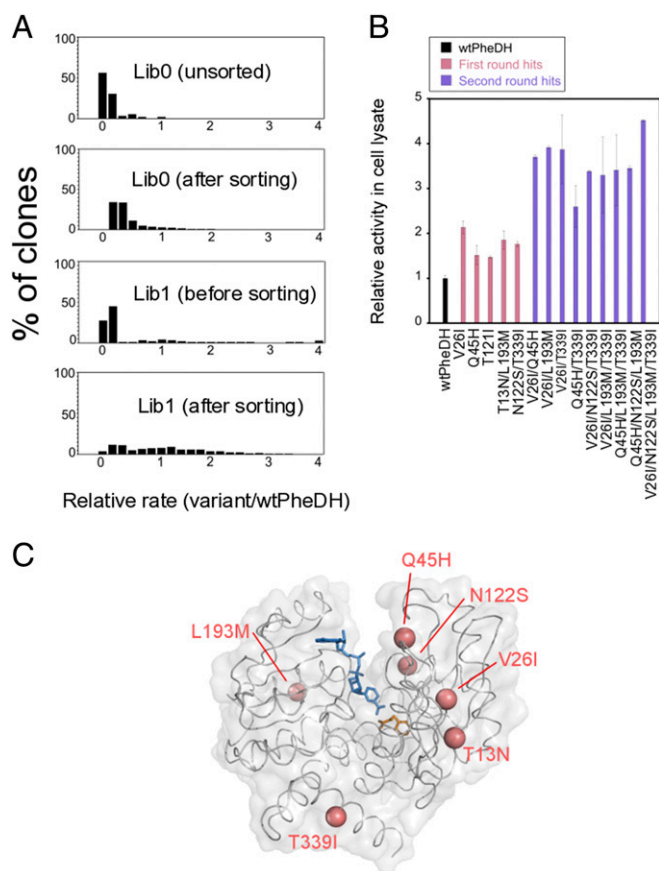 A
100
50
0
Lib0 (unsorted)
0 1 2 3 4
100
50
0
Lib0 (after sorting)
0 1 2 3 4
100
50
0
Lib1 (before sorting)
0 1 2 3 4
100
50
0
Lib1 (after sorting)
0 1 2 3 4
% of clones
Relative rate (variant/wtPheDH)
B
wtPheDH
First round hits
Second round hits
Relative activity in cell lysate
5
4
3
2
1
0
wtPheDH
V26I
Q45H
T121I
T13N/L193M
N122S/T339I
V26I/Q45H
V26I/L193M
V26I/T339I
Q45H/T339I
V26I/N122S/T339I
V26I/L193M/T339I
Q45H/L193M/T339I
Q45H/N122S/L193M
V26I/N122S/L193M/T339I
C
Q45H
N122S
L193M
V26I
T13N
T339I